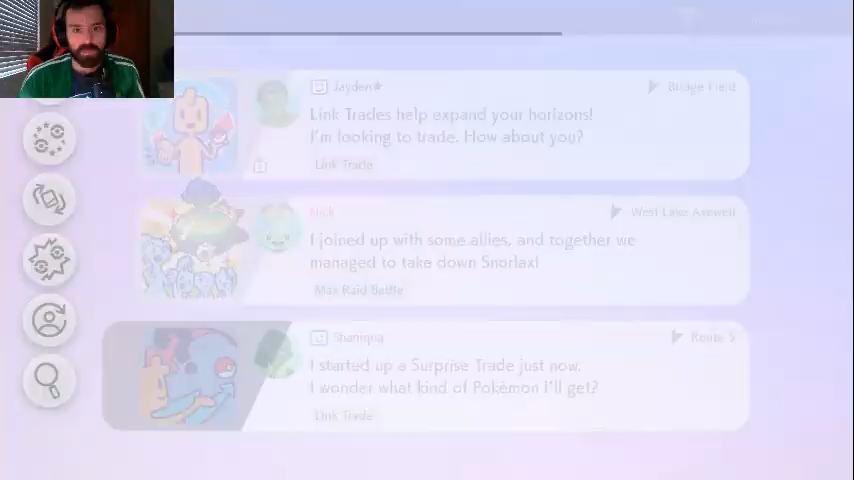 Jayden★
Bridge Field
Link Trades help expand your horizons!
I'm looking to trade. How about you?
Link Trade
Nick
West Lake Axewell
I joined up with some allies, and together we
managed to take down Snorlax!
Max Raid Battle
Shaniqua
Route 5
I started up a Surprise Trade just now.
I wonder what kind of Pokémon I'll get?
Link Trade